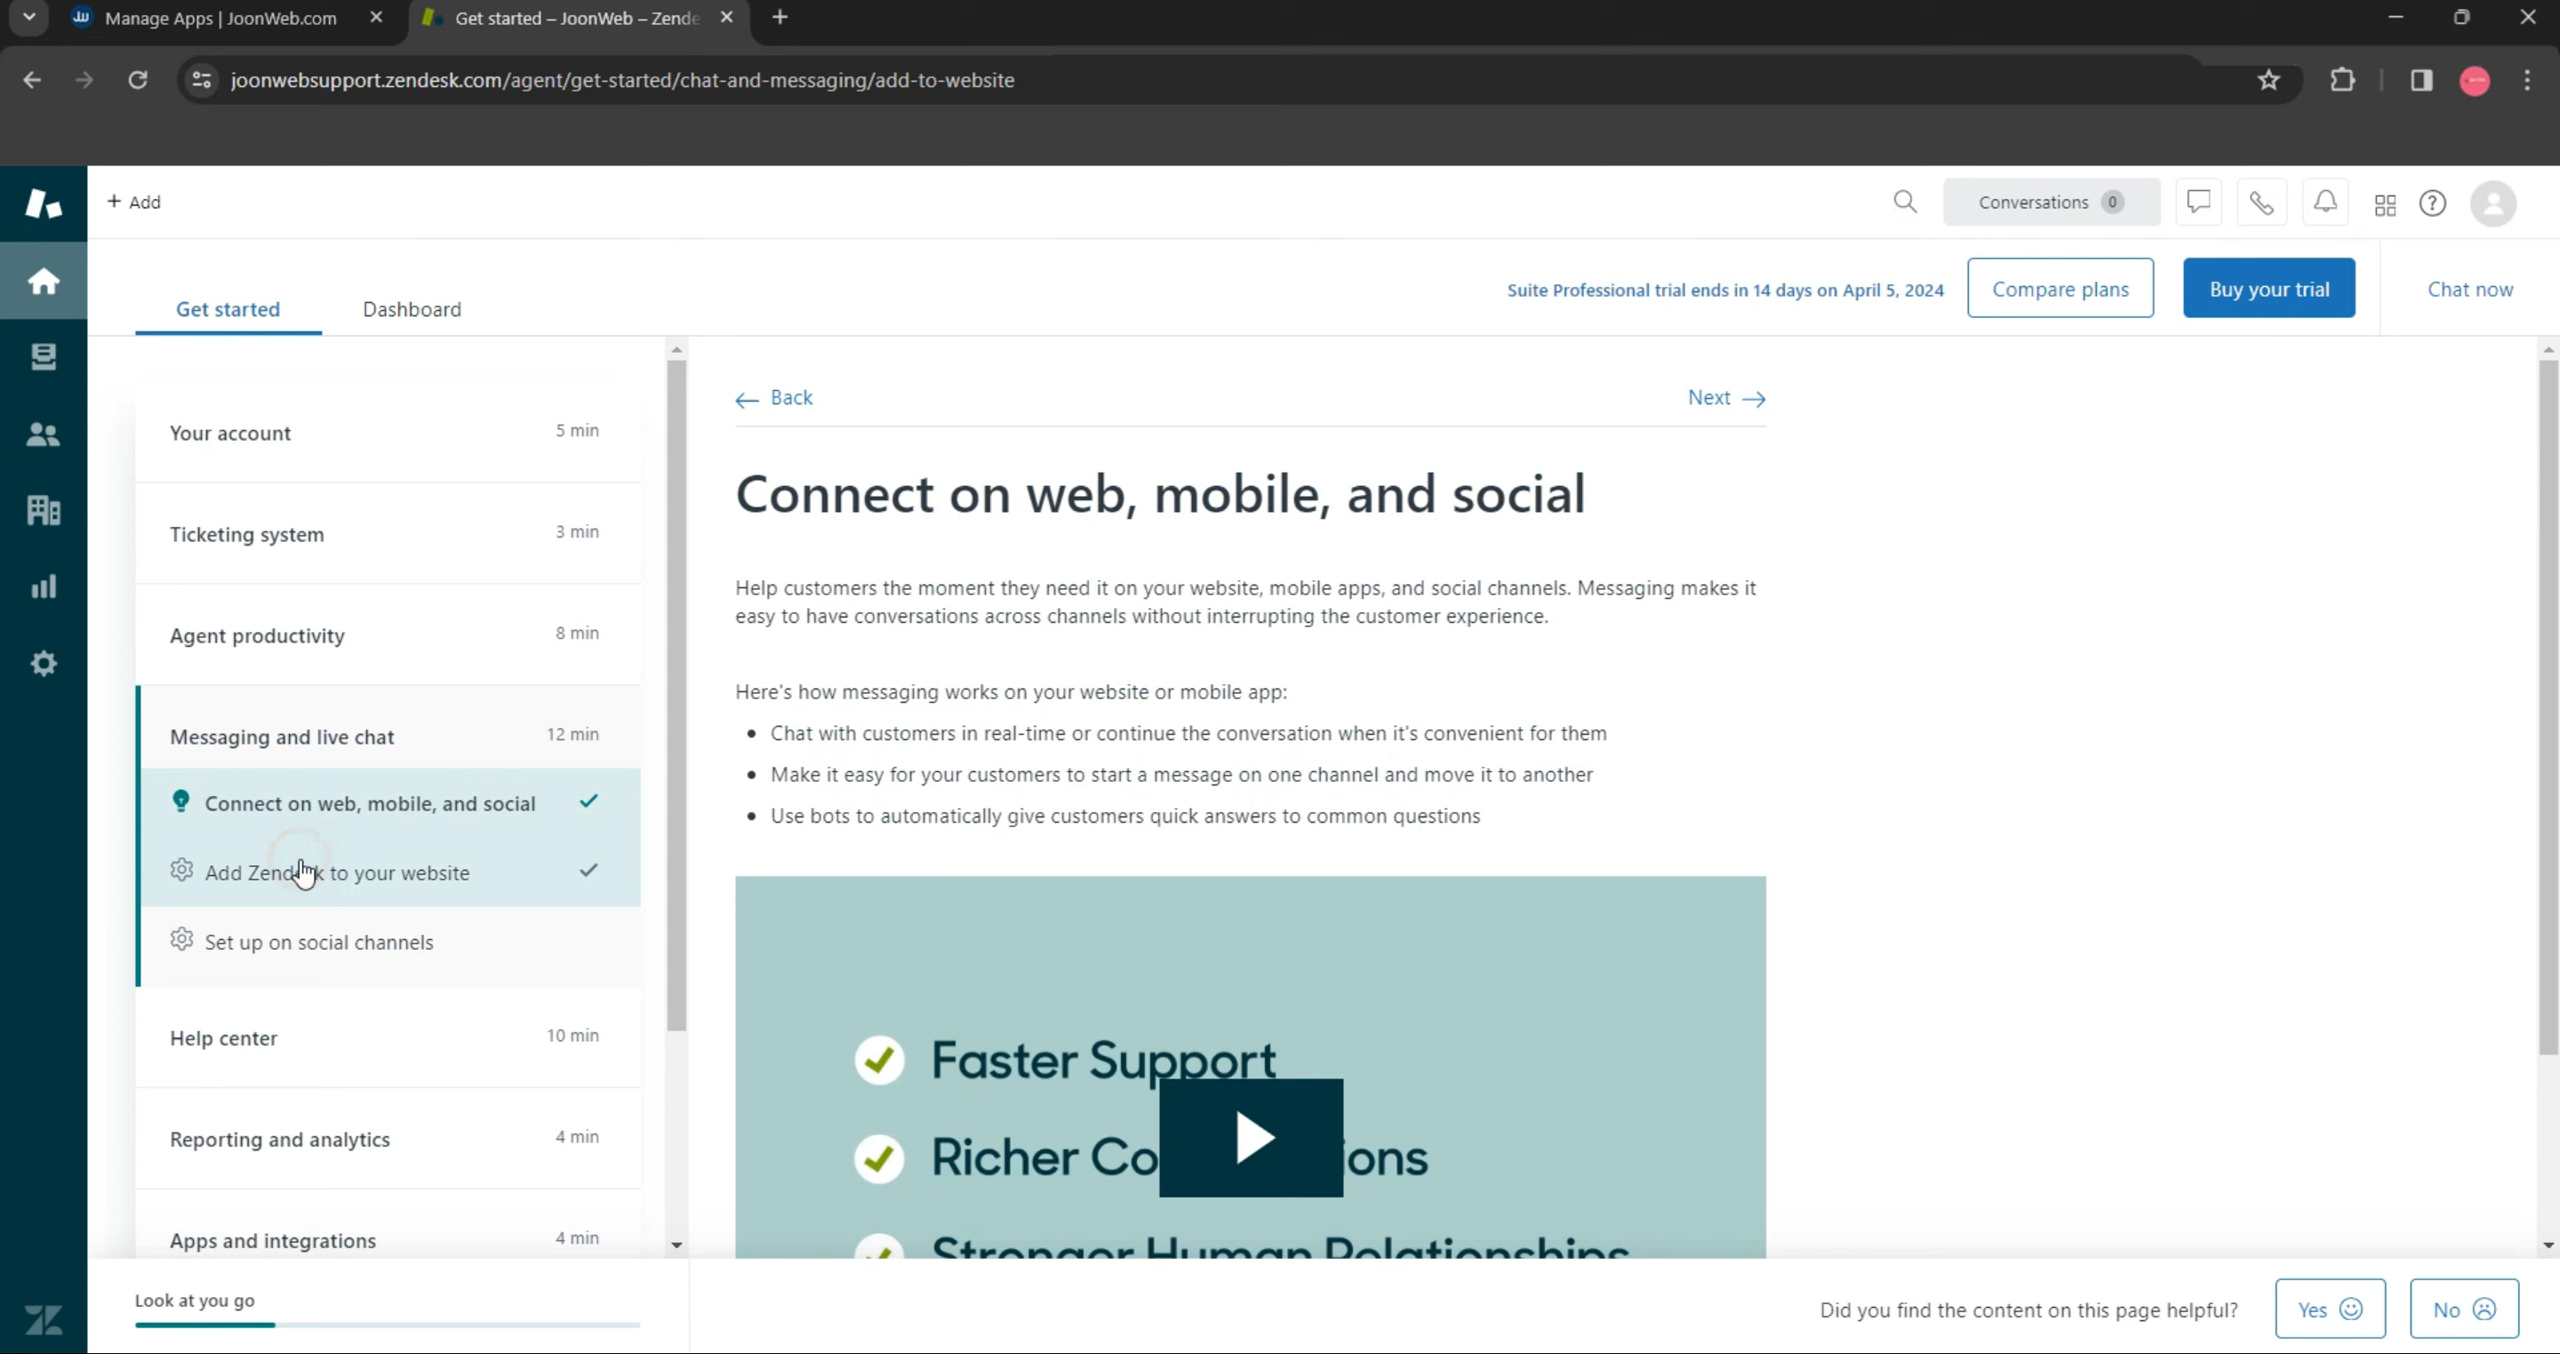 Manage Apps | JoonWeb.com
Get started – JoonWeb – Zende
joonwebsupport.zendesk.com/agent/get-started/chat-and-messaging/add-to-website
+ Add
Conversations 0
Get started
Dashboard
Suite Professional trial ends in 14 days on April 5, 2024
Compare plans
Buy your trial
Chat now
Your account 5 min
Ticketing system 3 min
Agent productivity 8 min
Messaging and live chat 12 min
Connect on web, mobile, and social
Add Zendesk to your website
Set up on social channels
Help center 10 min
Reporting and analytics 4 min
Apps and integrations 4 min
Look at you go
← Back
Next →
Connect on web, mobile, and social
Help customers the moment they need it on your website, mobile apps, and social channels. Messaging makes it
easy to have conversations across channels without interrupting the customer experience.
Here's how messaging works on your website or mobile app:
• Chat with customers in real-time or continue the conversation when it's convenient for them
• Make it easy for your customers to start a message on one channel and move it to another
• Use bots to automatically give customers quick answers to common questions
Faster Support
Richer Co ions
Stronger Human Relationships
Did you find the content on this page helpful?
Yes
No